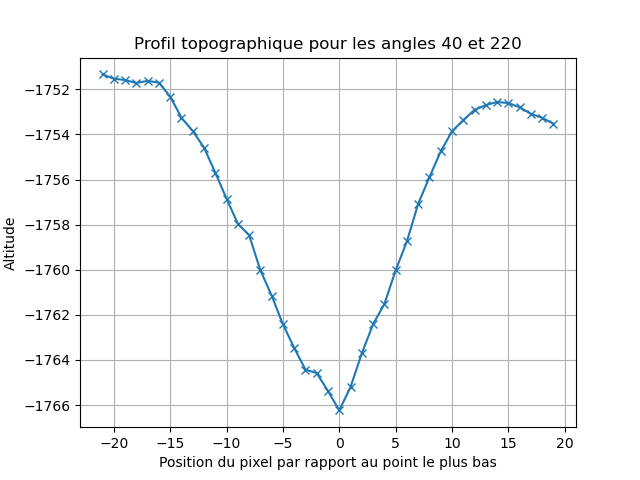 Profil topographique pour les angles 40 et 220
Altitude
−1752
−1754
−1756
−1758
−1760
−1762
−1764
−1766
−20 −15 −10 −5 0 5 10 15 20
Position du pixel par rapport au point le plus bas